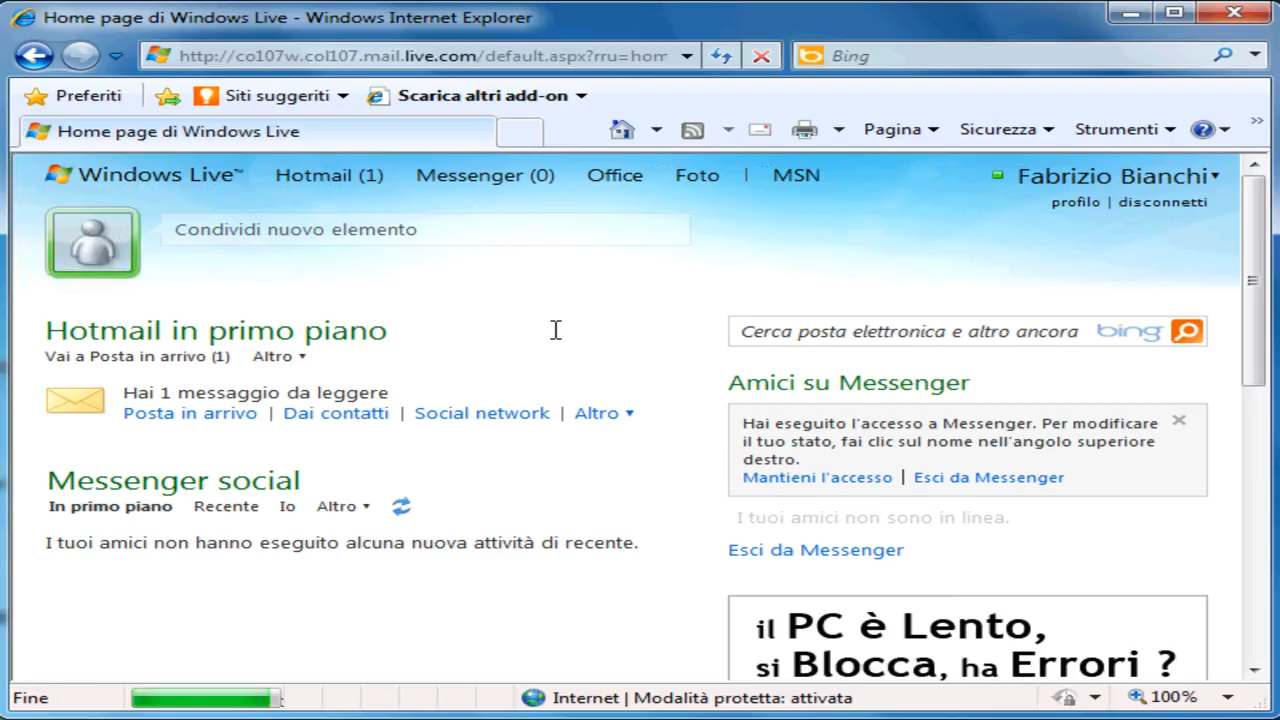 Home page di Windows Live - Windows Internet Explorer
http://co107w.col107.mail.live.com/default.aspx?rru=hom
Bing
Preferiti Siti suggeriti Scarica altri add-on
Home page di Windows Live
Pagina Sicurezza Strumenti »
Windows Live™ Hotmail (1) Messenger (0) Office Foto | MSN Fabrizio Bianchi
profilo | disconnetti
Condividi nuovo elemento
Hotmail in primo piano
Vai a Posta in arrivo (1) Altro
Hai 1 messaggio da leggere
Posta in arrivo | Dai contatti | Social network | Altro
Messenger social
In primo piano Recente Io Altro
I tuoi amici non hanno eseguito alcuna nuova attività di recente.
Cerca posta elettronica e altro ancora bing
Amici su Messenger
Hai eseguito l'accesso a Messenger. Per modificare
il tuo stato, fai clic sul nome nell'angolo superiore
destro.
Mantieni l'accesso | Esci da Messenger
I tuoi amici non sono in linea.
Esci da Messenger
il PC è Lento,
si Blocca, ha Errori ?
Fine Internet | Modalità protetta: attivata 100%